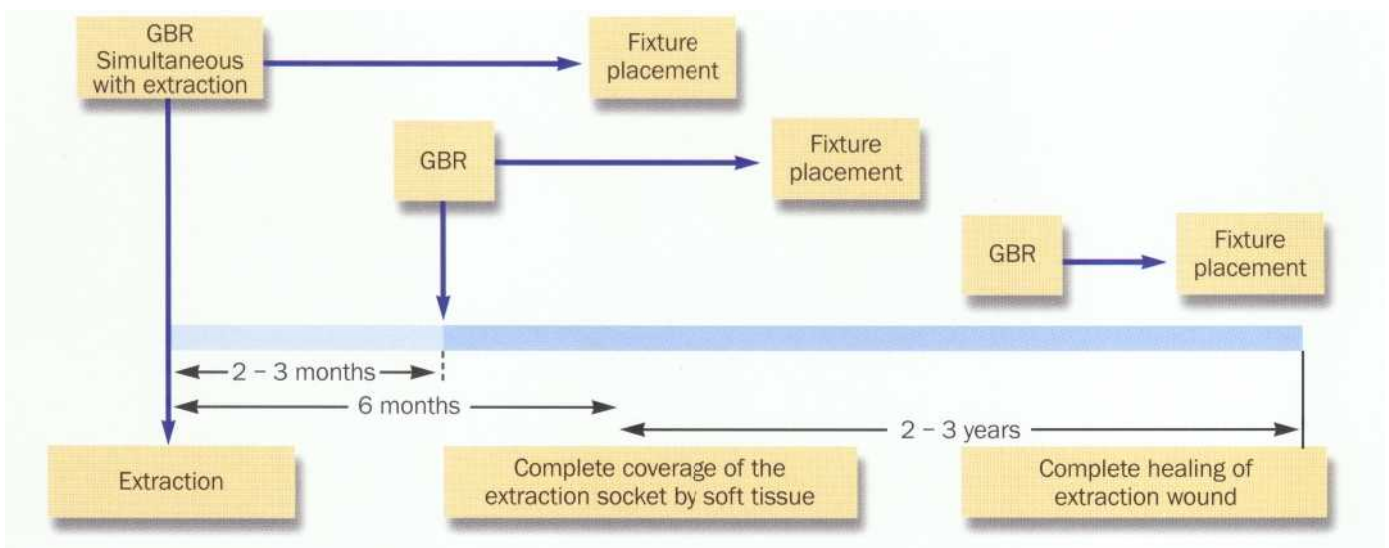 GBR
Simultaneous
with extraction
Fixture
placement
GBR
Fixture
placement
GBR
Fixture
placement
2 – 3 months
6 months
2 – 3 years
Extraction
Complete coverage of the
extraction socket by soft tissue
Complete healing of
extraction wound